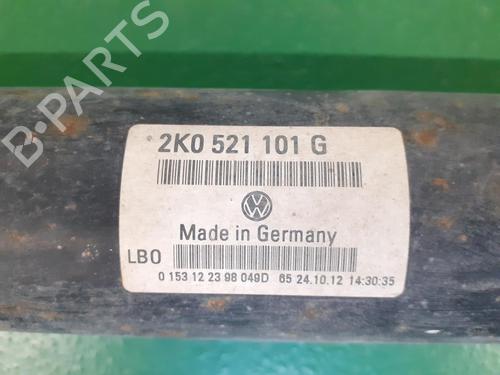 2K0 521 101 G
Made in Germany
LBO
0 153 12 23 98 049D 65 24.10.12 14:30:35
B-PARTS